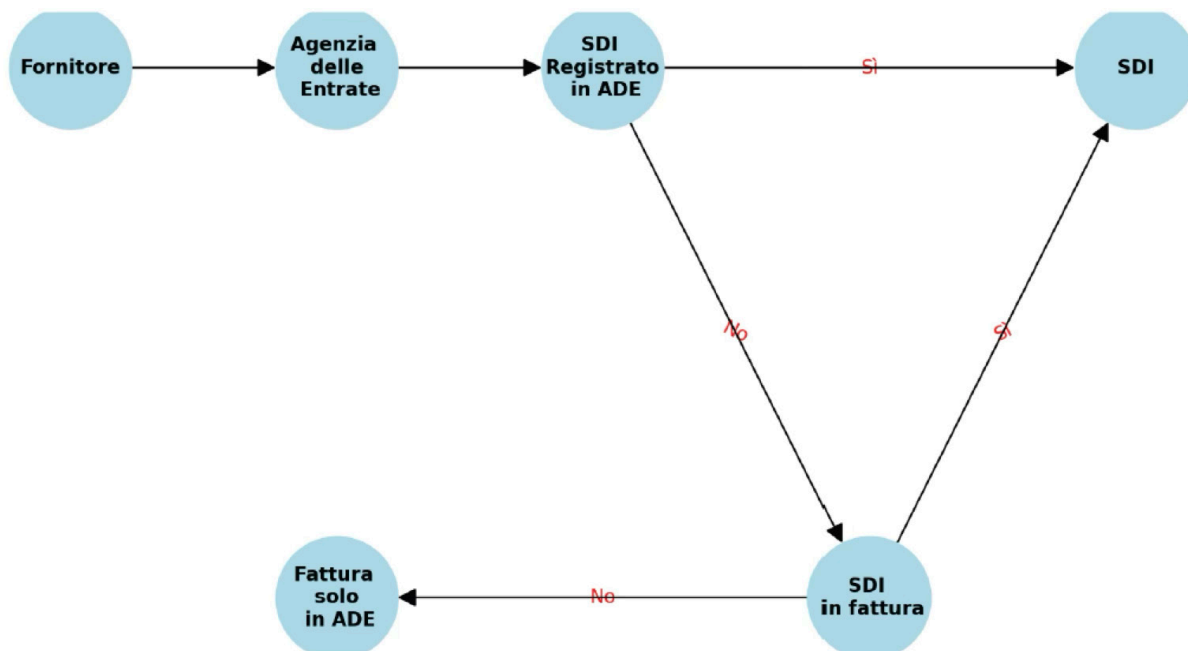 Fornitore
Agenzia
delle
Entrate
SDI
Registrato
in ADE
Sì
SDI
No
Sì
Fattura
solo
in ADE
No
SDI
in fattura